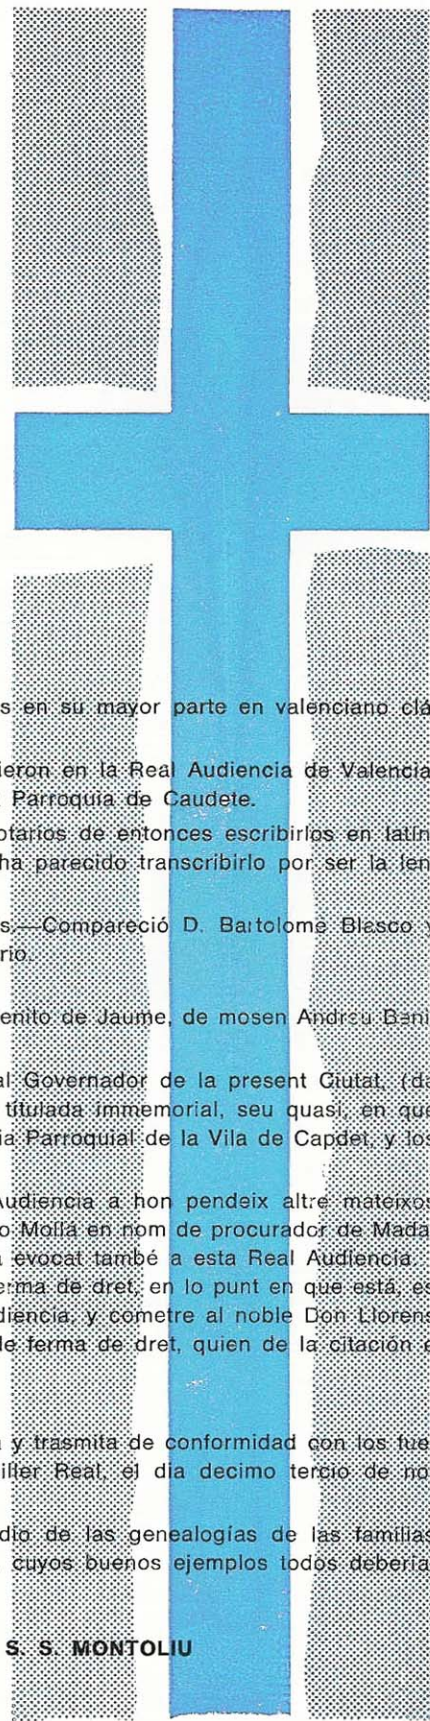 s en su mayor parte en valenciano clá
ieron en la Real Audiencia de Valencia
Parroquia de Caudete.
otarios de entonces escribirlos en latín
ha parecido transcribirlo por ser la len
s.—Compareció D. Bartolome Blasco y
rio.
enito de Jaume, de mosen Andreu Beni
al Governador de la present Ciutat, (da
titulada immemorial, seu quasi, en que
ia Parroquial de la Vila de Capdet, y los
Audiencia a hon pendeix altre mateixos
o Mollá en nom de procurador de Mada
evocat també a esta Real Audiencia.
erma de dret, en lo punt en que está, es
diencia, y cometre al noble Don Llorens
de ferma de dret, quien de la citación e
y trasmita de conformidad con los fue
iller Real, el dia decimo tercio de no
dio de las genealogías de las familias
cuyos buenos ejemplos todos debería
S. S. MONTOLIU